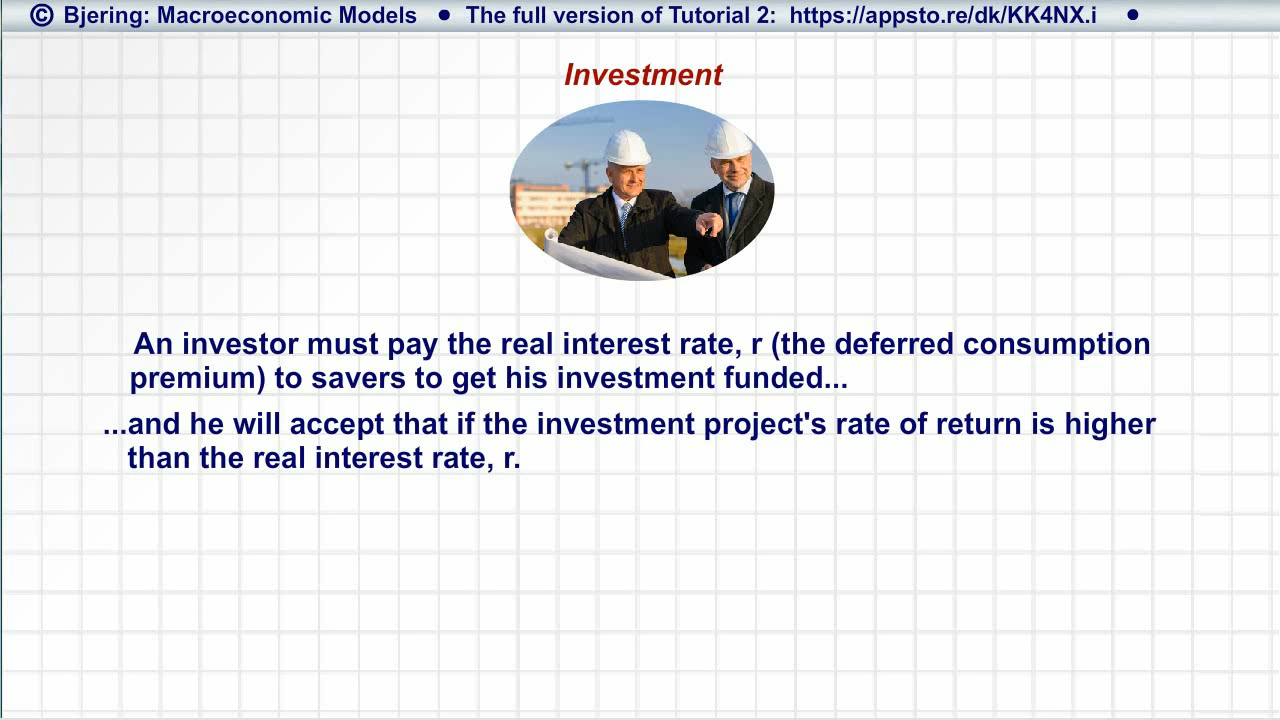 © Bjering: Macroeconomic Models • The full version of Tutorial 2: https://appsto.re/dk/KK4NX.i •
Investment
An investor must pay the real interest rate, r (the deferred consumption
premium) to savers to get his investment funded...
...and he will accept that if the investment project's rate of return is higher
than the real interest rate, r.